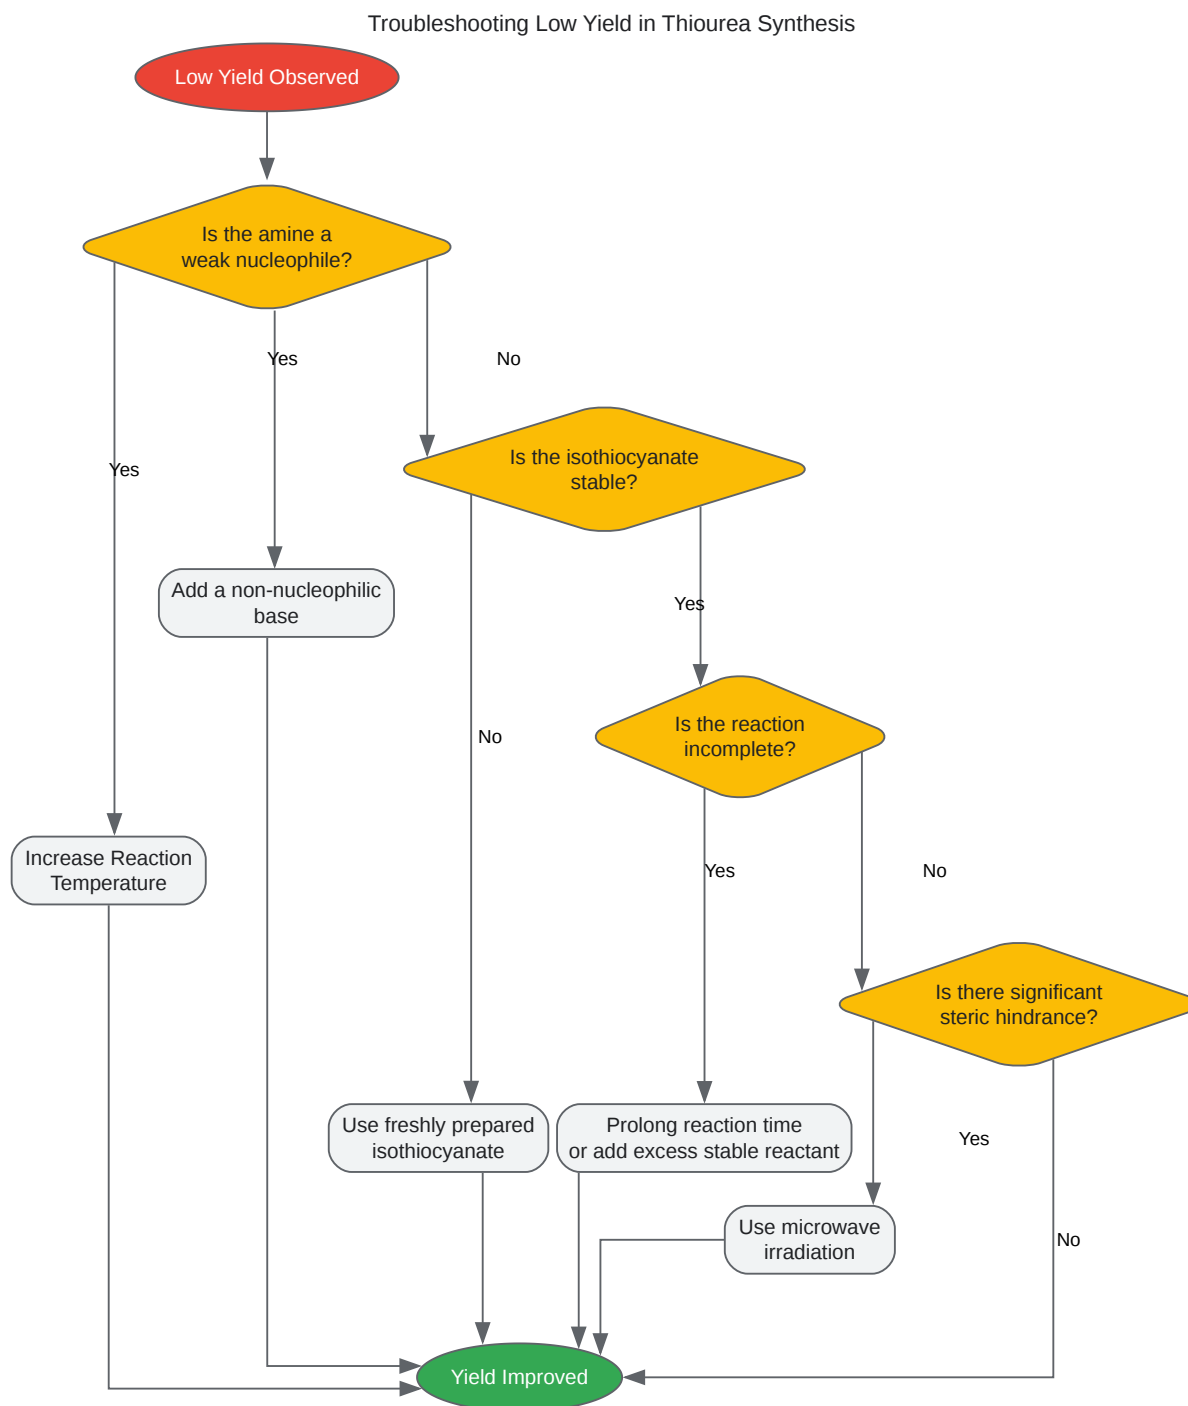 Troubleshooting Low Yield in Thiourea Synthesis
Low Yield Observed
Is the amine a
weak nucleophile?
Yes
No
Yes
Is the isothiocyanate
stable?
Add a non-nucleophilic
base
Yes
Is the reaction
incomplete?
No
Increase Reaction
Temperature
Yes
No
Is there significant
steric hindrance?
Use freshly prepared
isothiocyanate
Prolong reaction time
or add excess stable reactant
Yes
Use microwave
irradiation
No
Yield Improved